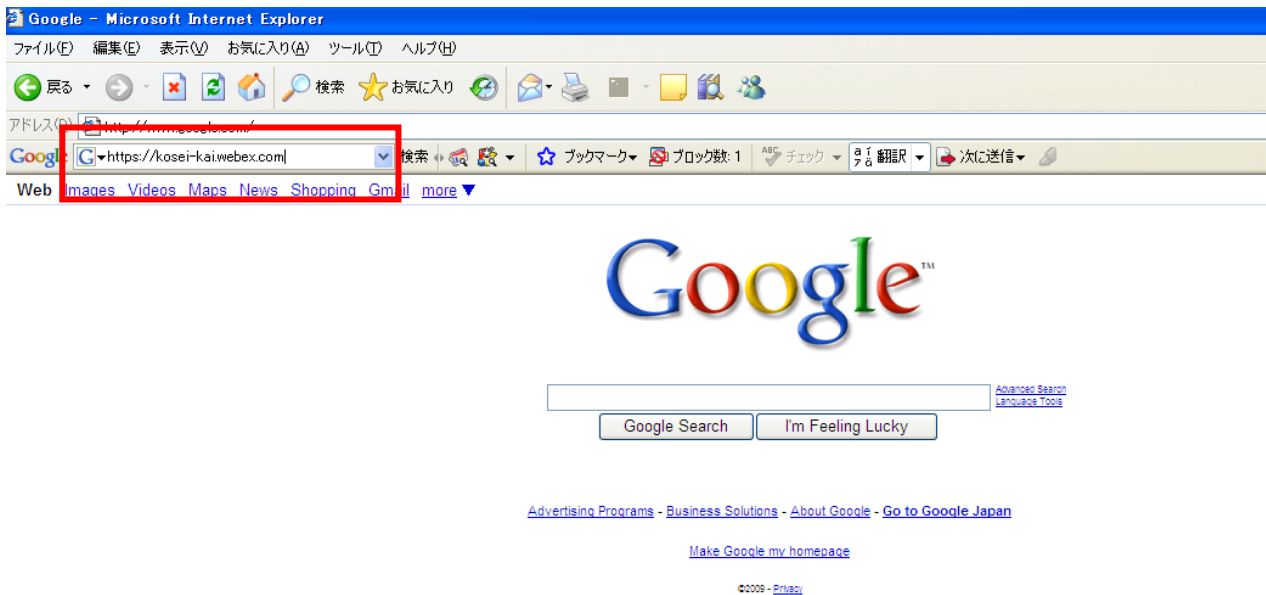 Google - Microsoft Internet Explorer
ファイル(F) 編集(E) 表示(V) お気に入り(A) ツール(T) ヘルプ(H)
戻る 検索 お気に入り
アドレス(D) http://www.google.com/
Google G https://kosei-kai.webex.com 検索 ブックマーク ブロック数: 1 ABC チェック 翻訳 次に送信
Web Images Videos Maps News Shopping Gmail more ▼
Google™
Advanced Search
Language Tools
Google Search I'm Feeling Lucky
Advertising Programs - Business Solutions - About Google - Go to Google Japan
Make Google my homepage
©2009 - Privacy